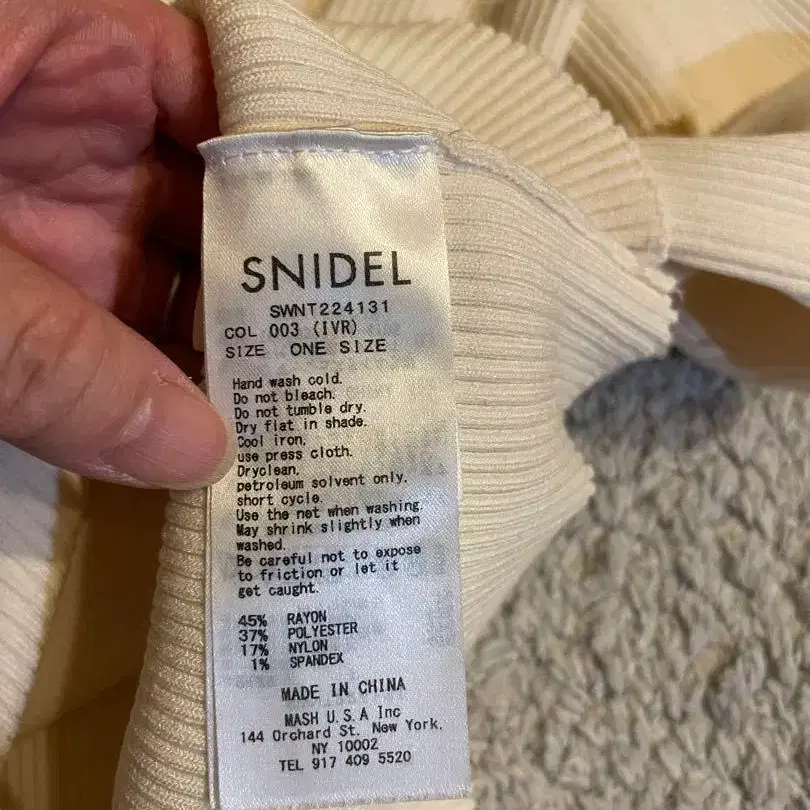 SNIDEL
SWNT224131
COL 003 (IVR)
SIZE ONE SIZE
Hand wash cold.
Do not bleach.
Do not tumble dry.
Dry flat in shade.
Cool iron,
use press cloth.
Dryclean,
petroleum solvent only.
short cycle.
Use the net when washing.
May shrink slightly when
washed.
Be careful not to expose
to friction or let it
get caught.
45% RAYON
37% POLYESTER
17% NYLON
1% SPANDEX
MADE IN CHINA
MASH U.S.A Inc
144 Orchard St. New York,
NY 10002
TEL 917 409 5520